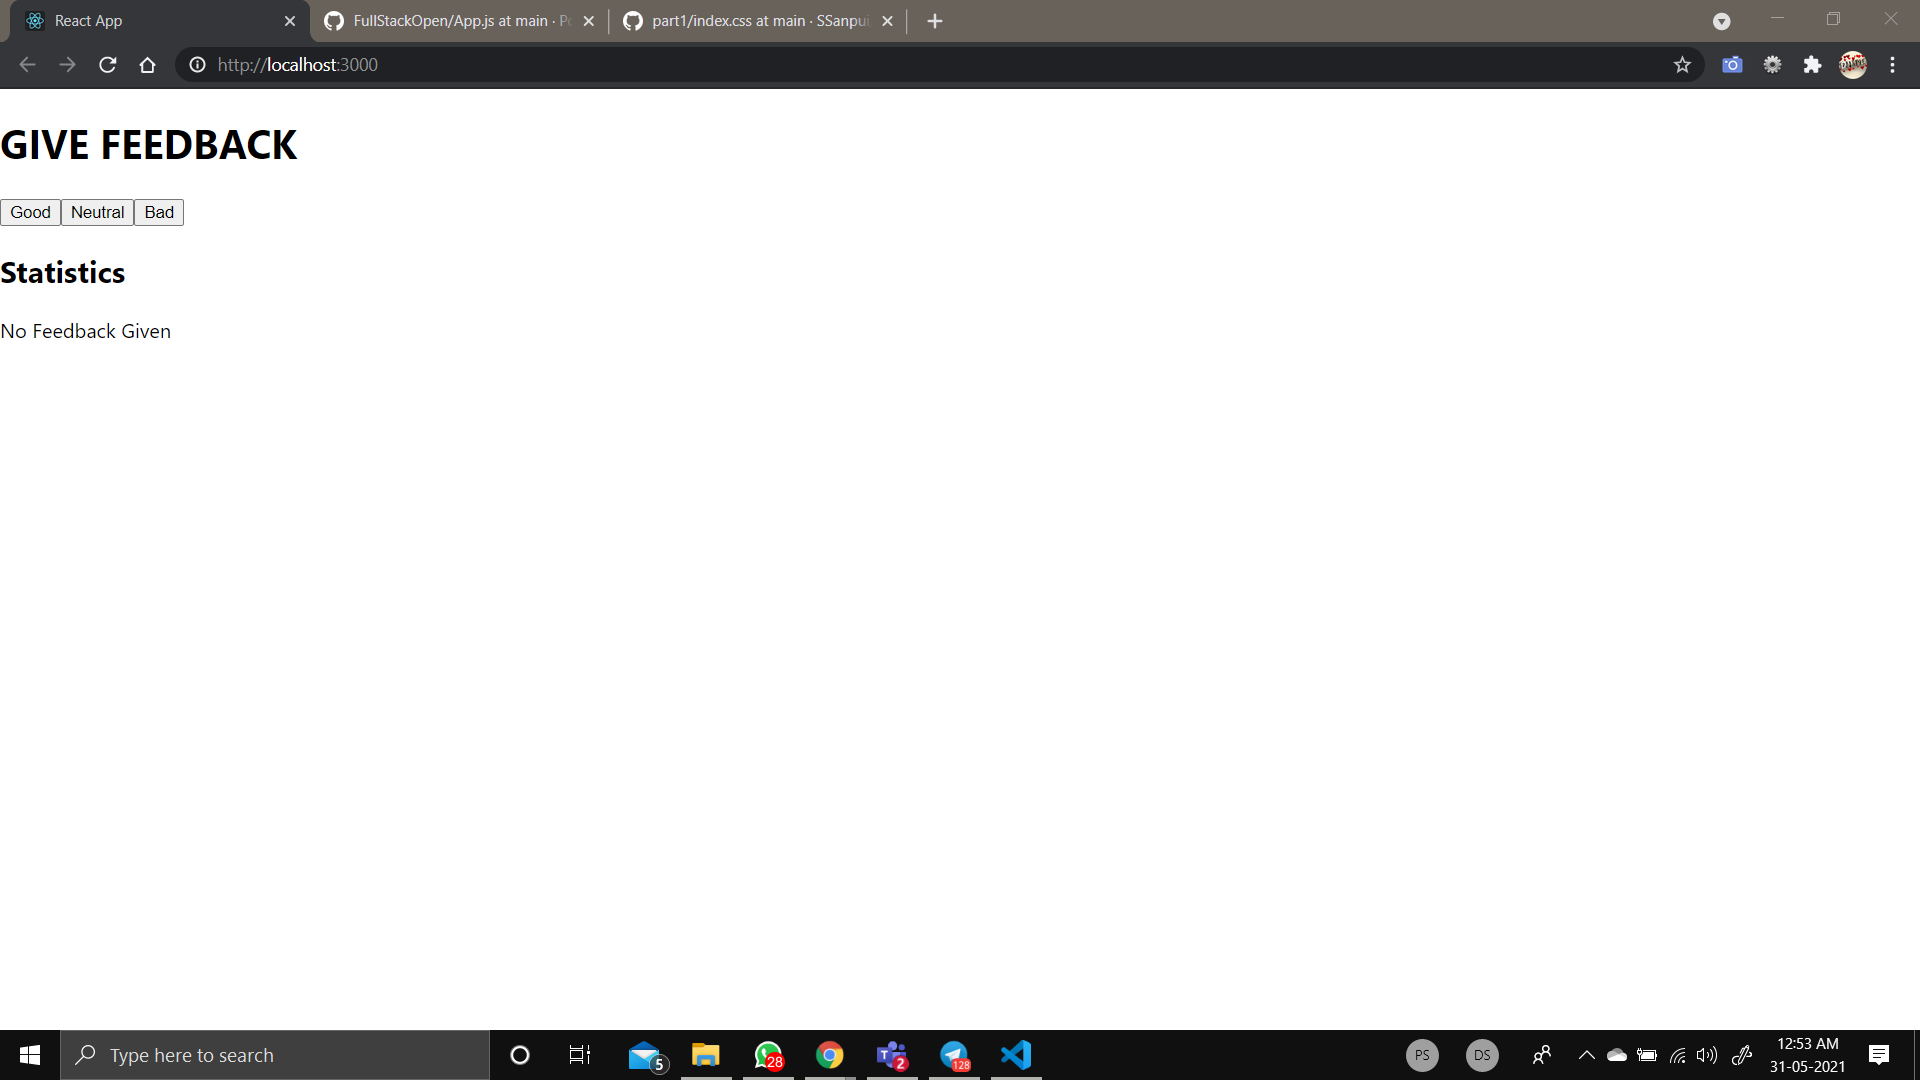 React App
FullStackOpen/App.js at main · Po
part1/index.css at main · SSanpui
http://localhost:3000
GIVE FEEDBACK
Good Neutral Bad
Statistics
No Feedback Given
Type here to search
5
28
2
128
PS
DS
12:53 AM
31-05-2021